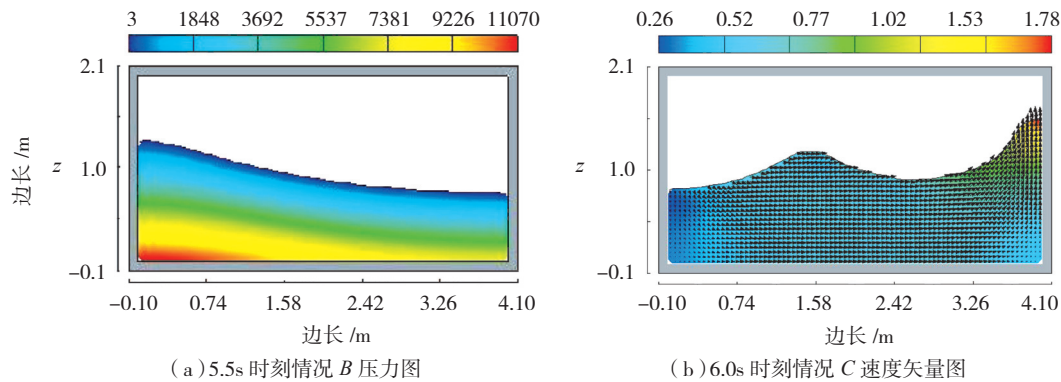 3 1848 3692 5537 7381 9226 11070
2.1
1.0
-0.1
z
边长 /m
-0.10 0.74 1.58 2.42 3.26 4.10
边长 /m
(a)5.5s 时刻情况 B 压力图
0.26 0.52 0.77 1.02 1.53 1.78
2.1
1.0
-0.1
z
-0.10 0.74 1.58 2.42 3.26 4.10
边长 /m
(b)6.0s 时刻情况 C 速度矢量图